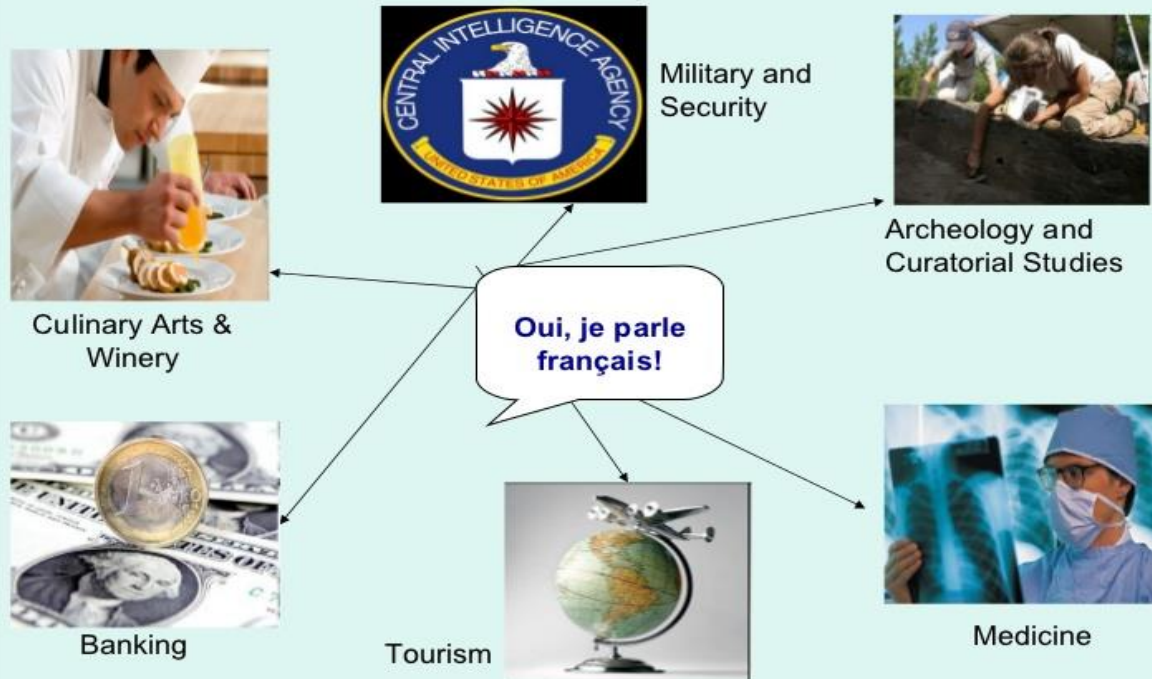 CENTRAL INTELLIGENCE AGENCY
UNITED STATES OF AMERICA
Military and
Security
Archeology and
Curatorial Studies
Culinary Arts &
Winery
Oui, je parle
français!
Banking
Tourism
Medicine